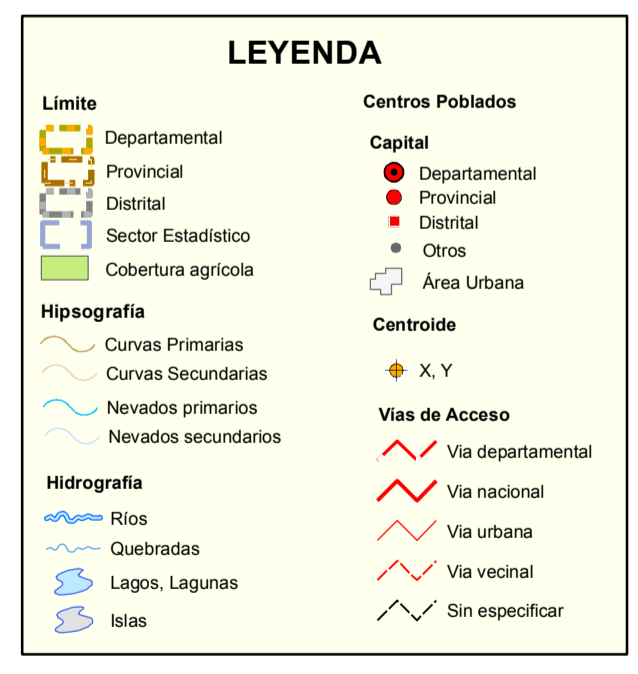 LEYENDA
Límite
Departamental
Provincial
Distrital
Sector Estadístico
Cobertura agrícola
Hipsografía
Curvas Primarias
Curvas Secundarias
Nevados primarios
Nevados secundarios
Hidrografía
Ríos
Quebradas
Lagos, Lagunas
Islas
Centros Poblados
Capital
Departamental
Provincial
Distrital
Otros
Área Urbana
Centroide
X, Y
Vías de Acceso
Via departamental
Via nacional
Via urbana
Via vecinal
Sin especificar